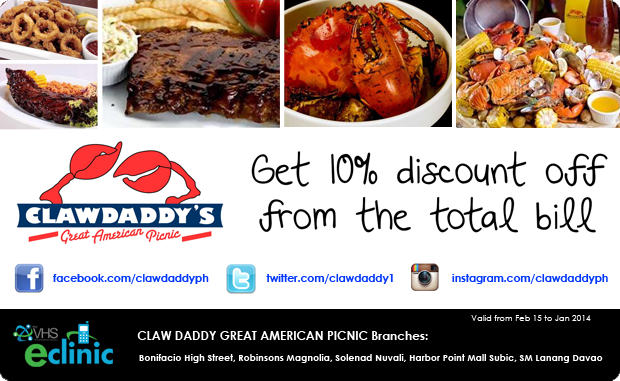 CLAWDADDY'S
Great American Picnic
Get 10% discount off
from the total bill
facebook.com/clawdaddyph
twitter.com/clawdaddy1
instagram.com/clawdaddyph
Valid from Feb 15 to Jan 2014
VHS
eclinic
CLAW DADDY GREAT AMERICAN PICNIC Branches:
Bonifacio High Street, Robinsons Magnolia, Solenad Nuvali, Harbor Point Mall Subic, SM Lanang Davao